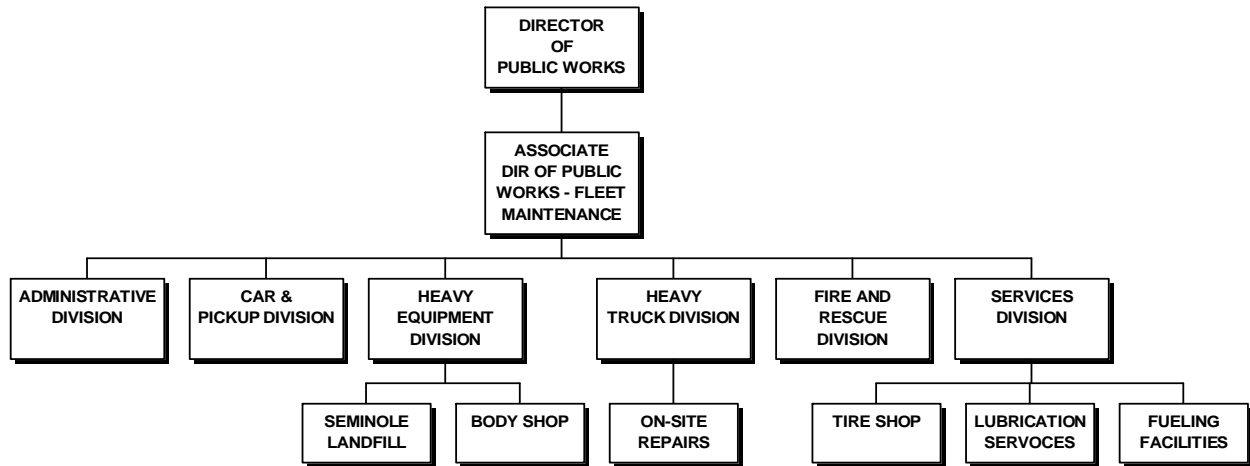 DIRECTOR
OF
PUBLIC WORKS
ASSOCIATE
DIR OF PUBLIC
WORKS - FLEET
MAINTENANCE
ADMINISTRATIVE
DIVISION
CAR &
PICKUP DIVISION
HEAVY
EQUIPMENT
DIVISION
HEAVY
TRUCK DIVISION
FIRE AND
RESCUE
DIVISION
SERVICES
DIVISION
SEMINOLE
LANDFILL
BODY SHOP
ON-SITE
REPAIRS
TIRE SHOP
LUBRICATION
SERVOCES
FUELING
FACILITIES